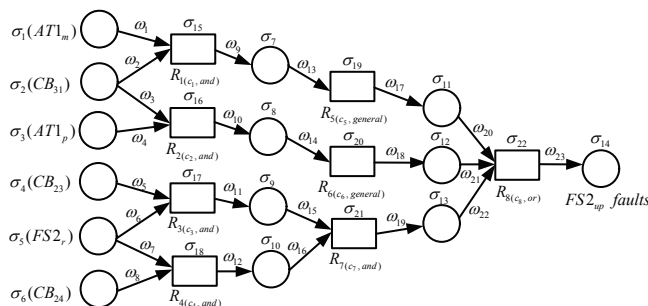 σ1(AT1m)
ω1
σ15
R1(c1, and)
ω9
σ7
ω13
σ19
R5(c5, general)
ω17
σ11
ω20
σ2(CB31)
ω2
ω3
σ16
R2(c2, and)
ω10
σ8
ω14
σ20
R6(c6, general)
ω18
σ12
ω21
σ22
R8(c8, or)
ω23
σ14
FS2up faults
σ3(AT1p)
ω4
σ4(CB23)
ω5
σ17
R3(c3, and)
ω11
σ9
ω15
σ21
R7(c7, and)
ω19
σ13
ω22
σ5(FS2r)
ω6
ω7
σ18
R4(c4, and)
ω12
σ10
ω16
σ6(CB24)
ω8